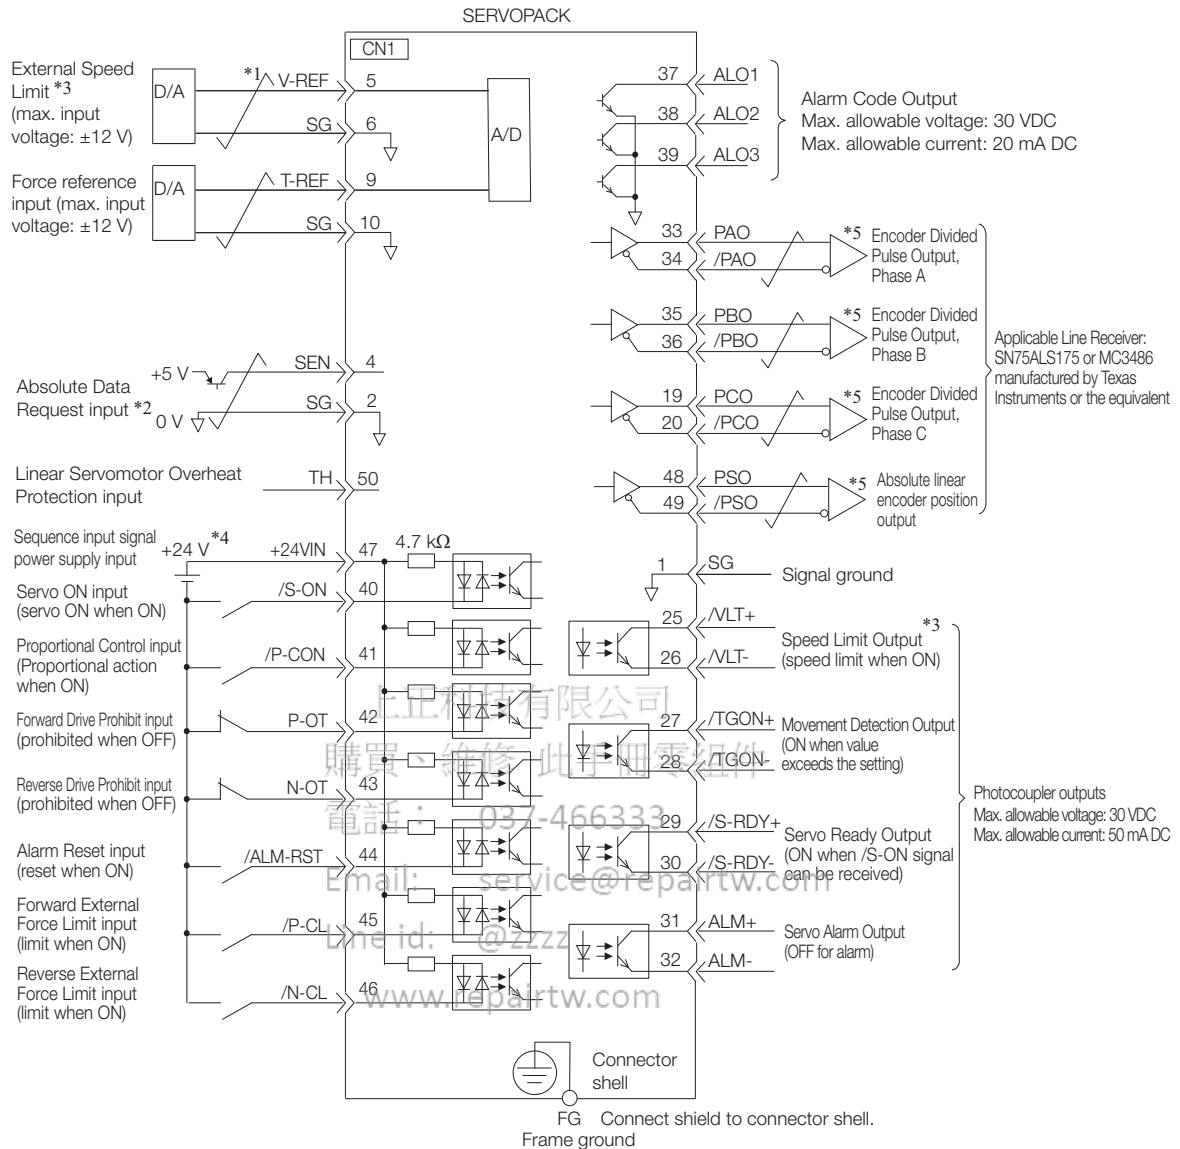 SERVOPACK
CN1
External Speed
Limit *3
(max. input
voltage: ±12 V)
D/A
*1
V-REF
5
SG
6
A/D
Force reference
input (max. input
voltage: ±12 V)
D/A
T-REF
9
SG
10
37 ALO1
38 ALO2
39 ALO3
Alarm Code Output
Max. allowable voltage: 30 VDC
Max. allowable current: 20 mA DC
33 PAO
34 /PAO
*5 Encoder Divided
Pulse Output,
Phase A
35 PBO
36 /PBO
*5 Encoder Divided
Pulse Output,
Phase B
19 PCO
20 /PCO
*5 Encoder Divided
Pulse Output,
Phase C
48 PSO
49 /PSO
*5 Absolute linear
encoder position
output
Applicable Line Receiver:
SN75ALS175 or MC3486
manufactured by Texas
Instruments or the equivalent
Absolute Data
Request input *2
+5 V
0 V
SEN 4
SG 2
Linear Servomotor Overheat
Protection input
TH 50
Sequence input signal
power supply input
+24 V *4
+24VIN 47
4.7 kΩ
Servo ON input
(servo ON when ON)
/S-ON 40
Proportional Control input
(Proportional action
when ON)
/P-CON 41
Forward Drive Prohibit input
(prohibited when OFF)
P-OT 42
Reverse Drive Prohibit input
(prohibited when OFF)
N-OT 43
Alarm Reset input
(reset when ON)
/ALM-RST 44
Forward External
Force Limit input
(limit when ON)
/P-CL 45
Reverse External
Force Limit input
(limit when ON)
/N-CL 46
1 SG
Signal ground
25 /VLT+
26 /VLT-
Speed Limit Output *3
(speed limit when ON)
27 /TGON+
28 /TGON-
Movement Detection Output
(ON when value
exceeds the setting)
29 /S-RDY+
30 /S-RDY-
Servo Ready Output
(ON when /S-ON signal
can be received)
31 ALM+
32 ALM-
Servo Alarm Output
(OFF for alarm)
Photocoupler outputs
Max. allowable voltage: 30 VDC
Max. allowable current: 50 mA DC
上正科技有限公司
購買、維修 此手冊零組件
電話： 037-466333
Email: service@repairtw.com
Line id: @zzzz
www.repairtw.com
Connector
shell
FG Connect shield to connector shell.
Frame ground